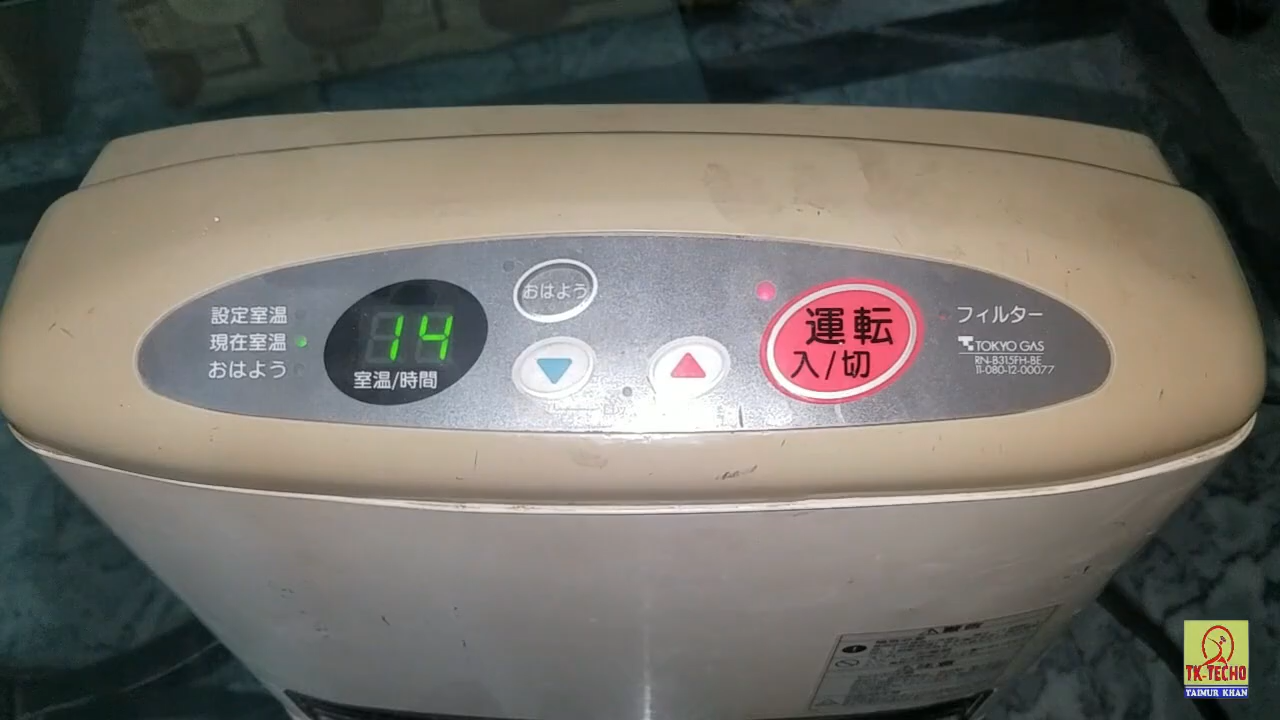 設定室温
現在室温
おはよう
14
室温/時間
おはよう
運転
入/切
フィルター
TOKYO GAS
RN-B315FH-BE
11-080-12-00077
TK-TECHO
TAIMUR KHAN